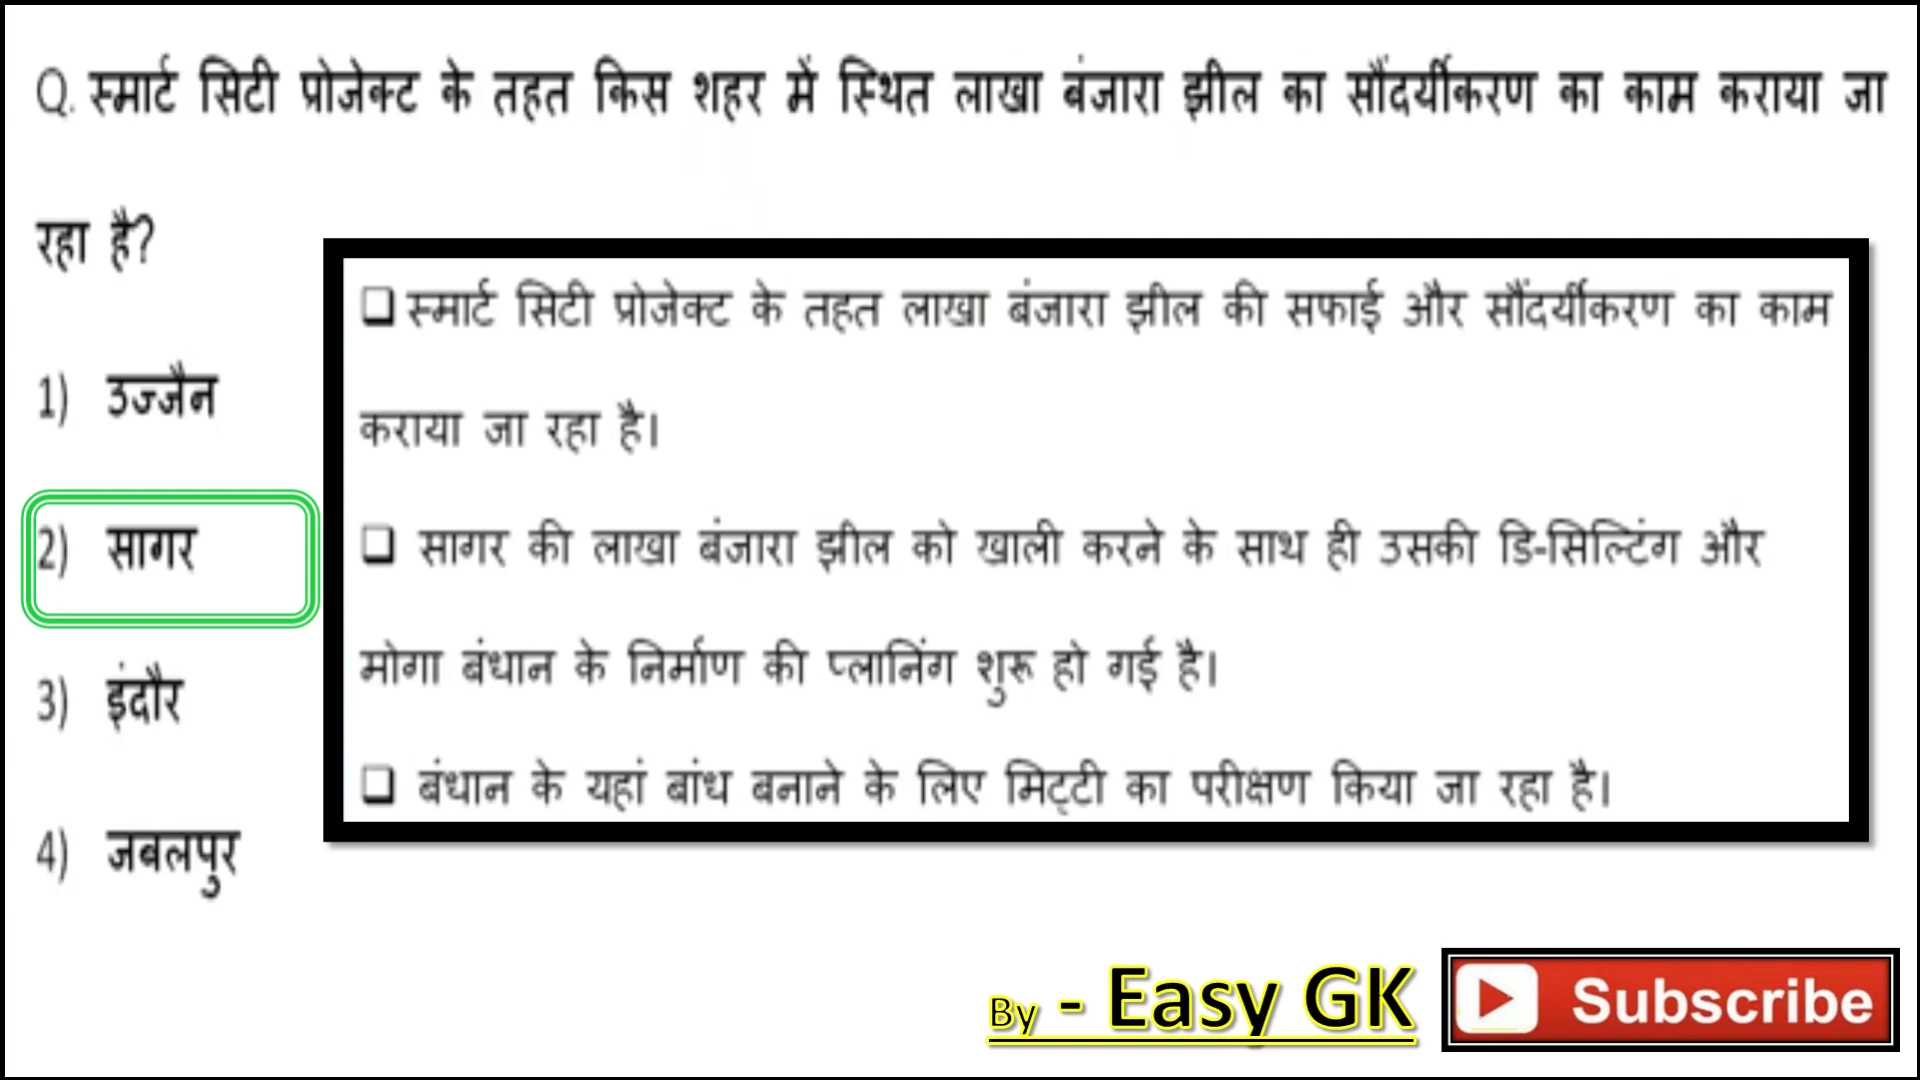 Q. स्मार्ट सिटी प्रोजेक्ट के तहत किस शहर में स्थित लाखा बंजारा झील का सौंदर्यीकरण का काम कराया जा
रहा है?
1) उज्जैन
2) सागर
3) इंदौर
4) जबलपुर
❑ स्मार्ट सिटी प्रोजेक्ट के तहत लाखा बंजारा झील की सफाई और सौंदर्यीकरण का काम
कराया जा रहा है।
❑ सागर की लाखा बंजारा झील को खाली करने के साथ ही उसकी डि-सिल्टिंग और
मोगा बंधान के निर्माण की प्लानिंग शुरू हो गई है।
❑ बंधान के यहां बांध बनाने के लिए मिट्टी का परीक्षण किया जा रहा है।
By - Easy GK
Subscribe